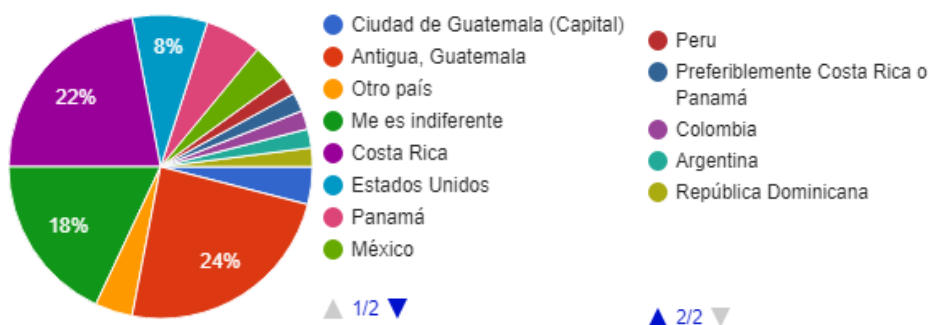 8%
22%
18%
24%
Ciudad de Guatemala (Capital)
Antigua, Guatemala
Otro país
Me es indiferente
Costa Rica
Estados Unidos
Panamá
México
1/2
Peru
Preferiblemente Costa Rica o
Panamá
Colombia
Argentina
República Dominicana
2/2